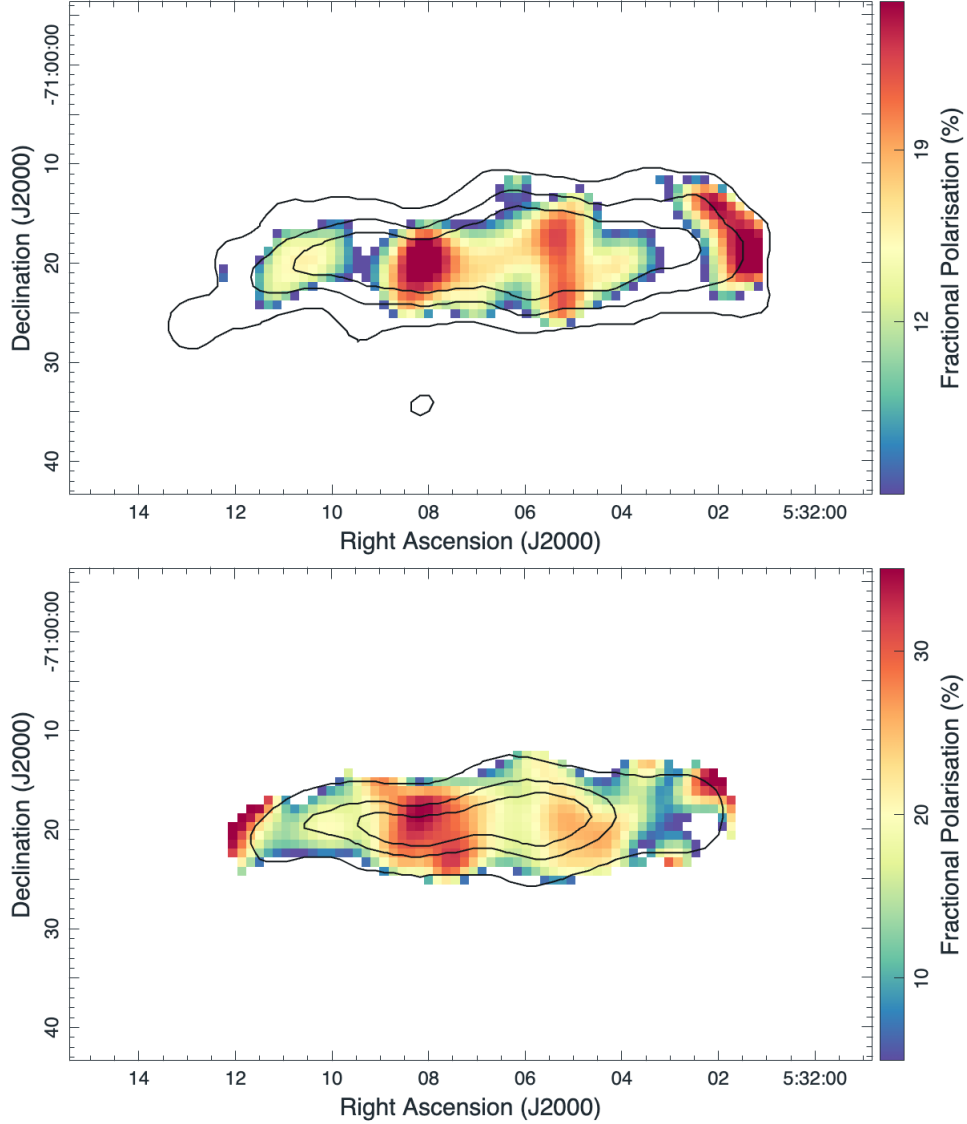 -71:00:00
10
20
30
40
Declination (J2000)
14 12 10 08 06 04 02 5:32:00
Right Ascension (J2000)
19
12
Fractional Polarisation (%)
-71:00:00
10
20
30
40
Declination (J2000)
14 12 10 08 06 04 02 5:32:00
Right Ascension (J2000)
30
20
10
Fractional Polarisation (%)